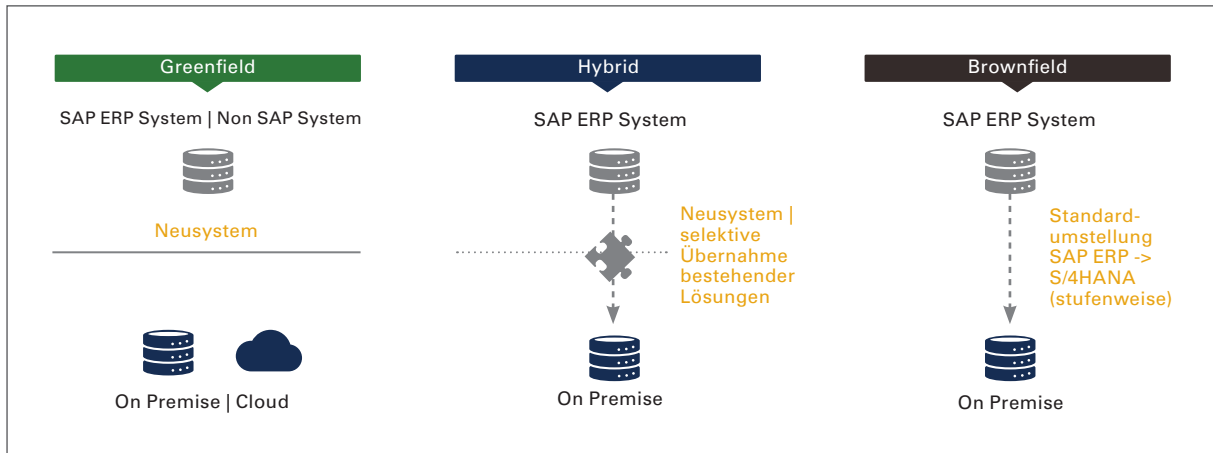 Greenfield
SAP ERP System | Non SAP System
Neusystem
On Premise | Cloud
Hybrid
SAP ERP System
Neusystem |
selektive
Übernahme
bestehender
Lösungen
On Premise
Brownfield
SAP ERP System
Standard-
umstellung
SAP ERP ->
S/4HANA
(stufenweise)
On Premise